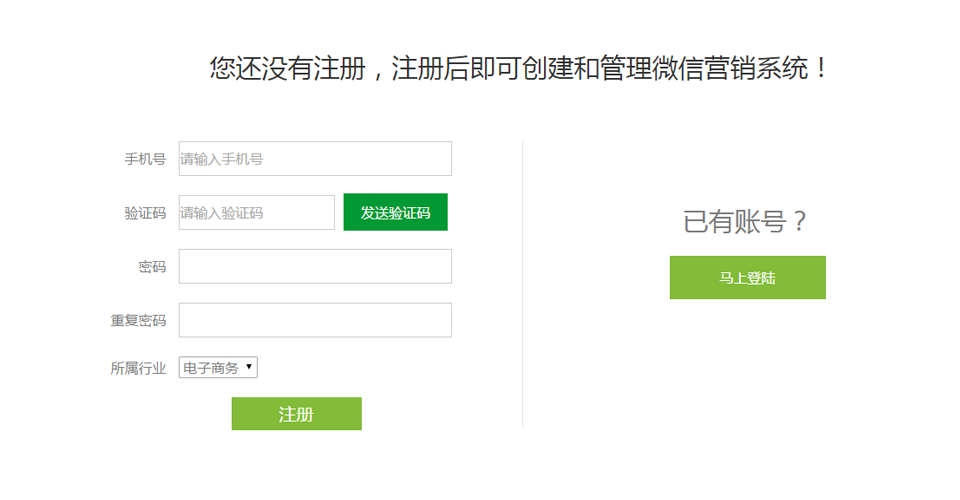 您还没有注册，注册后即可创建和管理微信营销系统！
手机号 请输入手机号
验证码 请输入验证码 发送验证码
密码
重复密码
所属行业 电子商务
注册
已有账号？
马上登陆